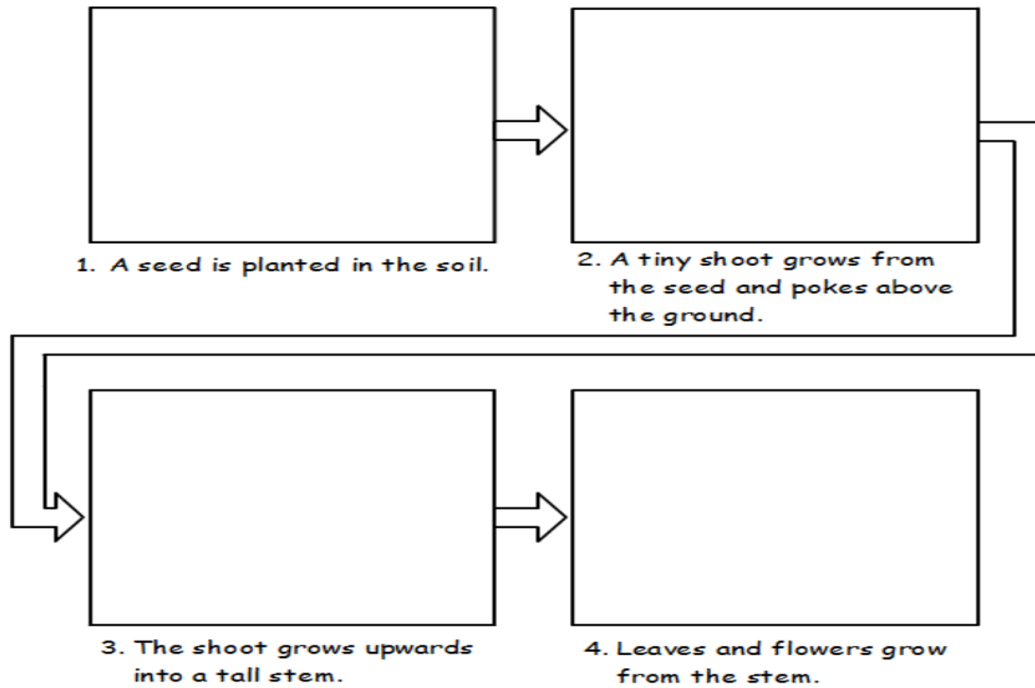 1. A seed is planted in the soil.
2. A tiny shoot grows from
the seed and pokes above
the ground.
3. The shoot grows upwards
into a tall stem.
4. Leaves and flowers grow
from the stem.